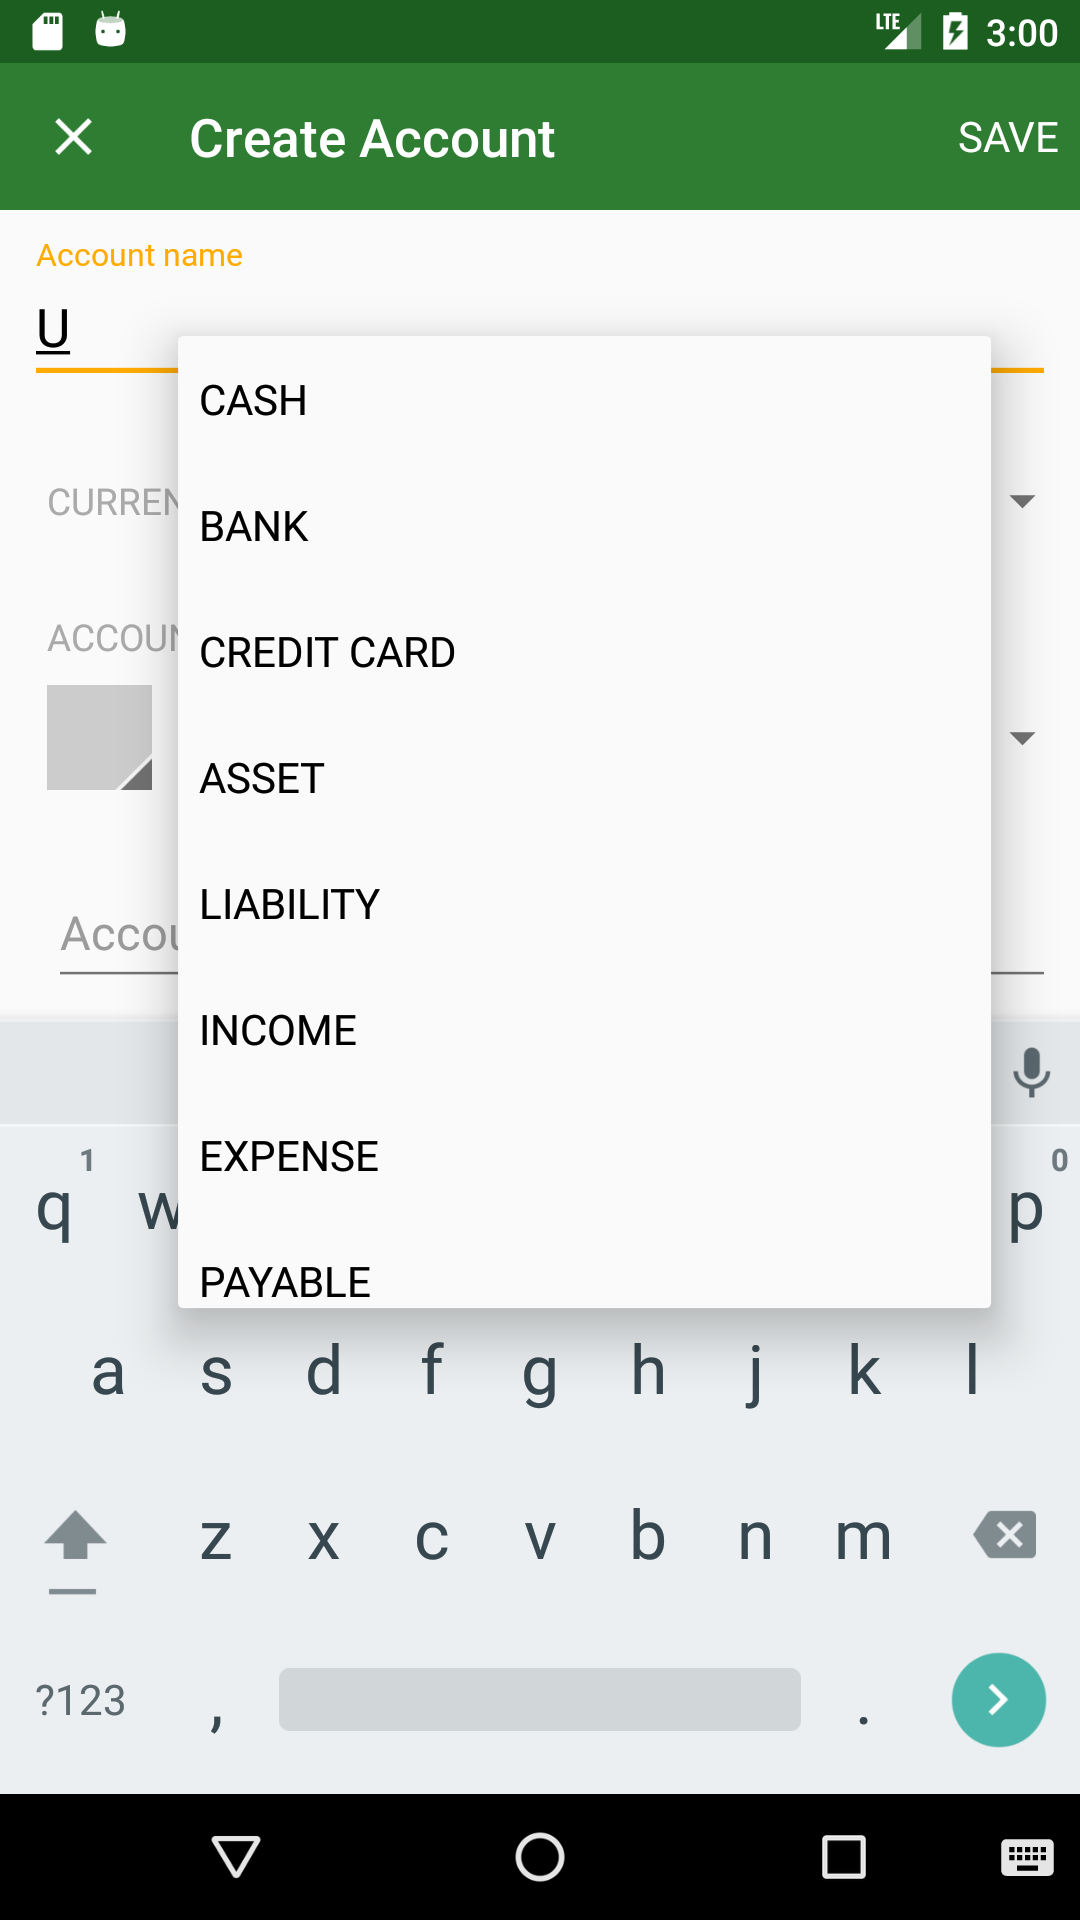 LTE 3:00
Create Account SAVE
Account name
U
CASH
BANK
CURREN
CREDIT CARD
ACCOUN
ASSET
LIABILITY
Accou
INCOME
EXPENSE
1 0
q w p
PAYABLE
a s d f g h j k l
z x c v b n m
?123 , .